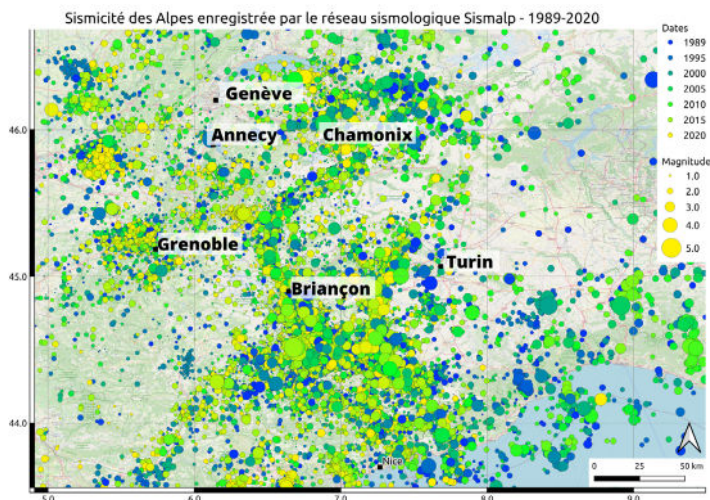 Sismicité des Alpes enregistrée par le réseau sismologique Sismalp - 1989-2020
Dates
1989
1995
2000
2005
2010
2015
2020
Magnitude
1.0
2.0
3.0
4.0
5.0
46.0
45.0
44.0
Genève
Annecy
Chamonix
Grenoble
Turin
Briançon
Nice
0 25 50 km
5.0 6.0 7.0 8.0 9.0